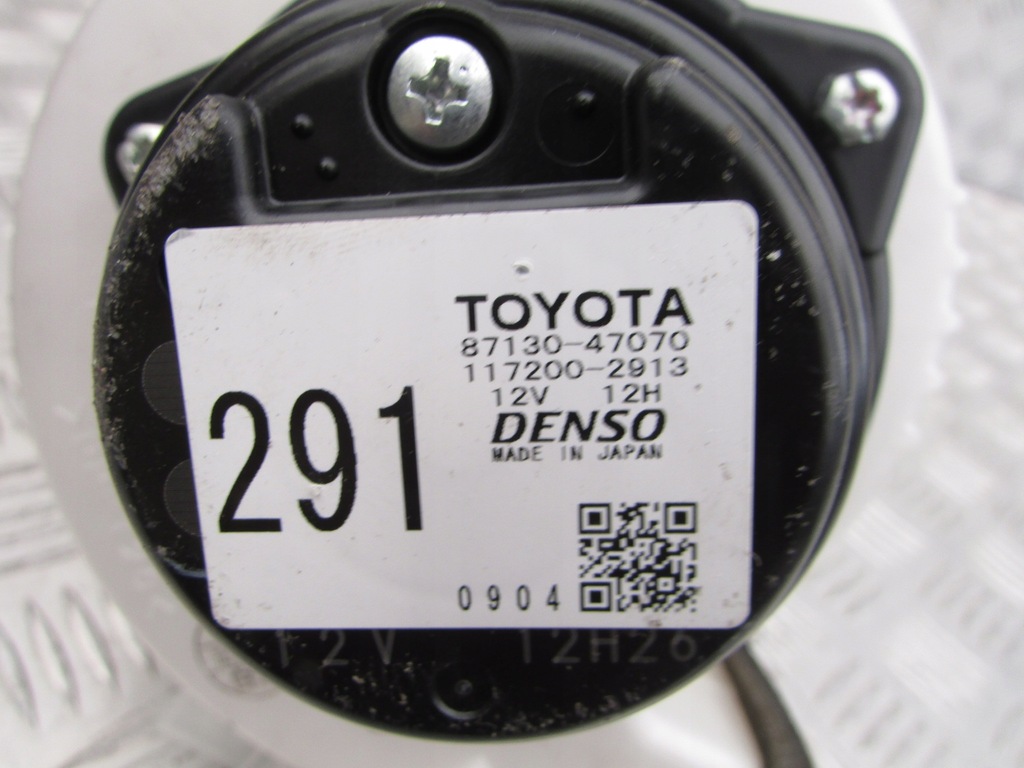 TOYOTA
87130-47070
117200-2913
12V 12H
DENSO
MADE IN JAPAN
291
0904
12V 12H26